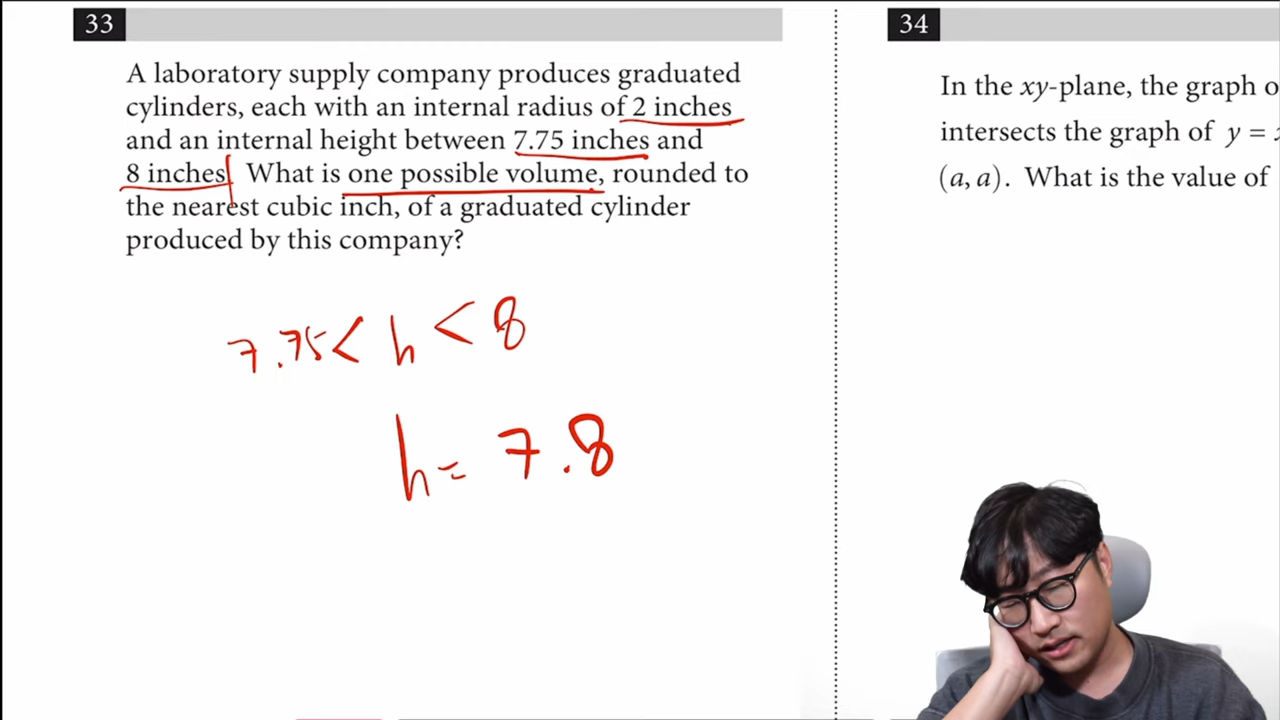 33
A laboratory supply company produces graduated
cylinders, each with an internal radius of 2 inches
and an internal height between 7.75 inches and
8 inches. What is one possible volume, rounded to
the nearest cubic inch, of a graduated cylinder
produced by this company?
7.75 < h < 8
h = 7.8
34
In the xy-plane, the graph o
intersects the graph of y =
(a, a). What is the value of